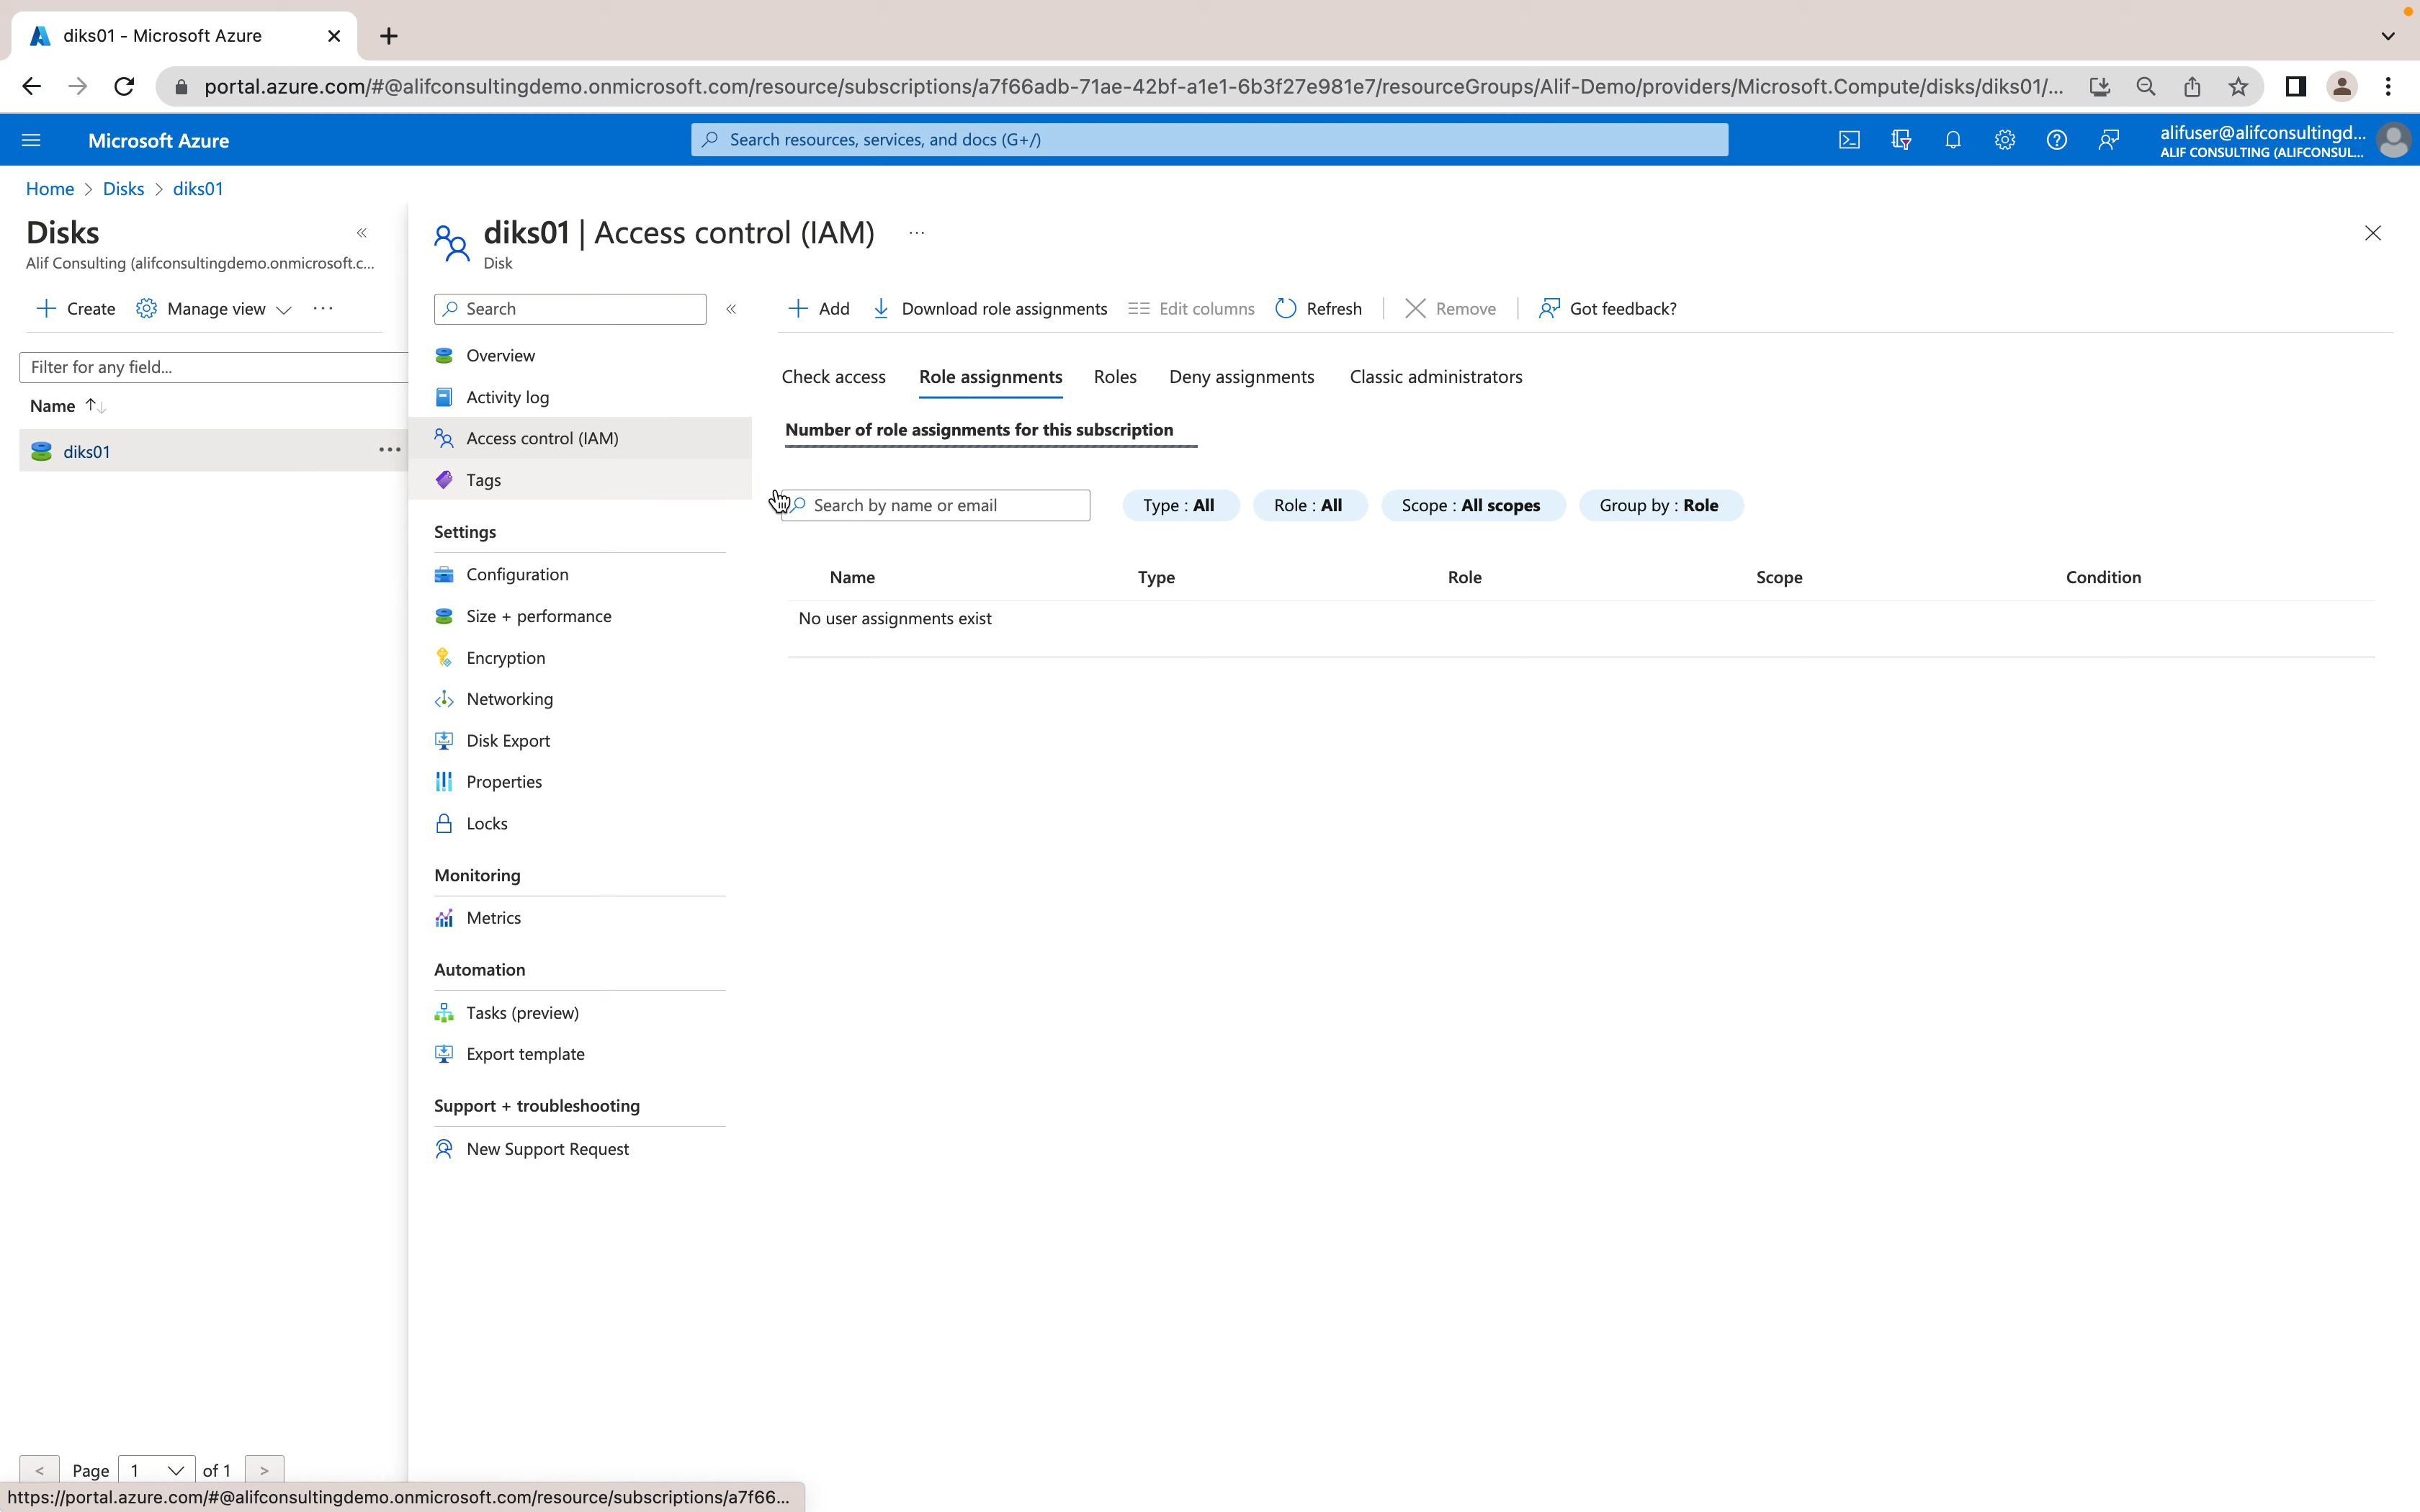 diks01 - Microsoft Azure
portal.azure.com/#@alifconsultingdemo.onmicrosoft.com/resource/subscriptions/a7f66adb-71ae-42bf-a1e1-6b3f27e981e7/resourceGroups/Alif-Demo/providers/Microsoft.Compute/disks/diks01/...
Microsoft Azure
Search resources, services, and docs (G+/)
alifuser@alifconsultingd...
ALIF CONSULTING (ALIFCONSUL...
Home > Disks > diks01
Disks
Alif Consulting (alifconsultingdemo.onmicrosoft.c...
Create Manage view ...
Filter for any field...
Name
diks01 ...
Page 1 of 1
diks01 | Access control (IAM) ...
Disk
Search
Overview
Activity log
Access control (IAM)
Tags
Settings
Configuration
Size + performance
Encryption
Networking
Disk Export
Properties
Locks
Monitoring
Metrics
Automation
Tasks (preview)
Export template
Support + troubleshooting
New Support Request
Add Download role assignments Edit columns Refresh Remove Got feedback?
Check access Role assignments Roles Deny assignments Classic administrators
Number of role assignments for this subscription
Search by name or email Type : All Role : All Scope : All scopes Group by : Role
Name Type Role Scope Condition
No user assignments exist
https://portal.azure.com/#@alifconsultingdemo.onmicrosoft.com/resource/subscriptions/a7f66...